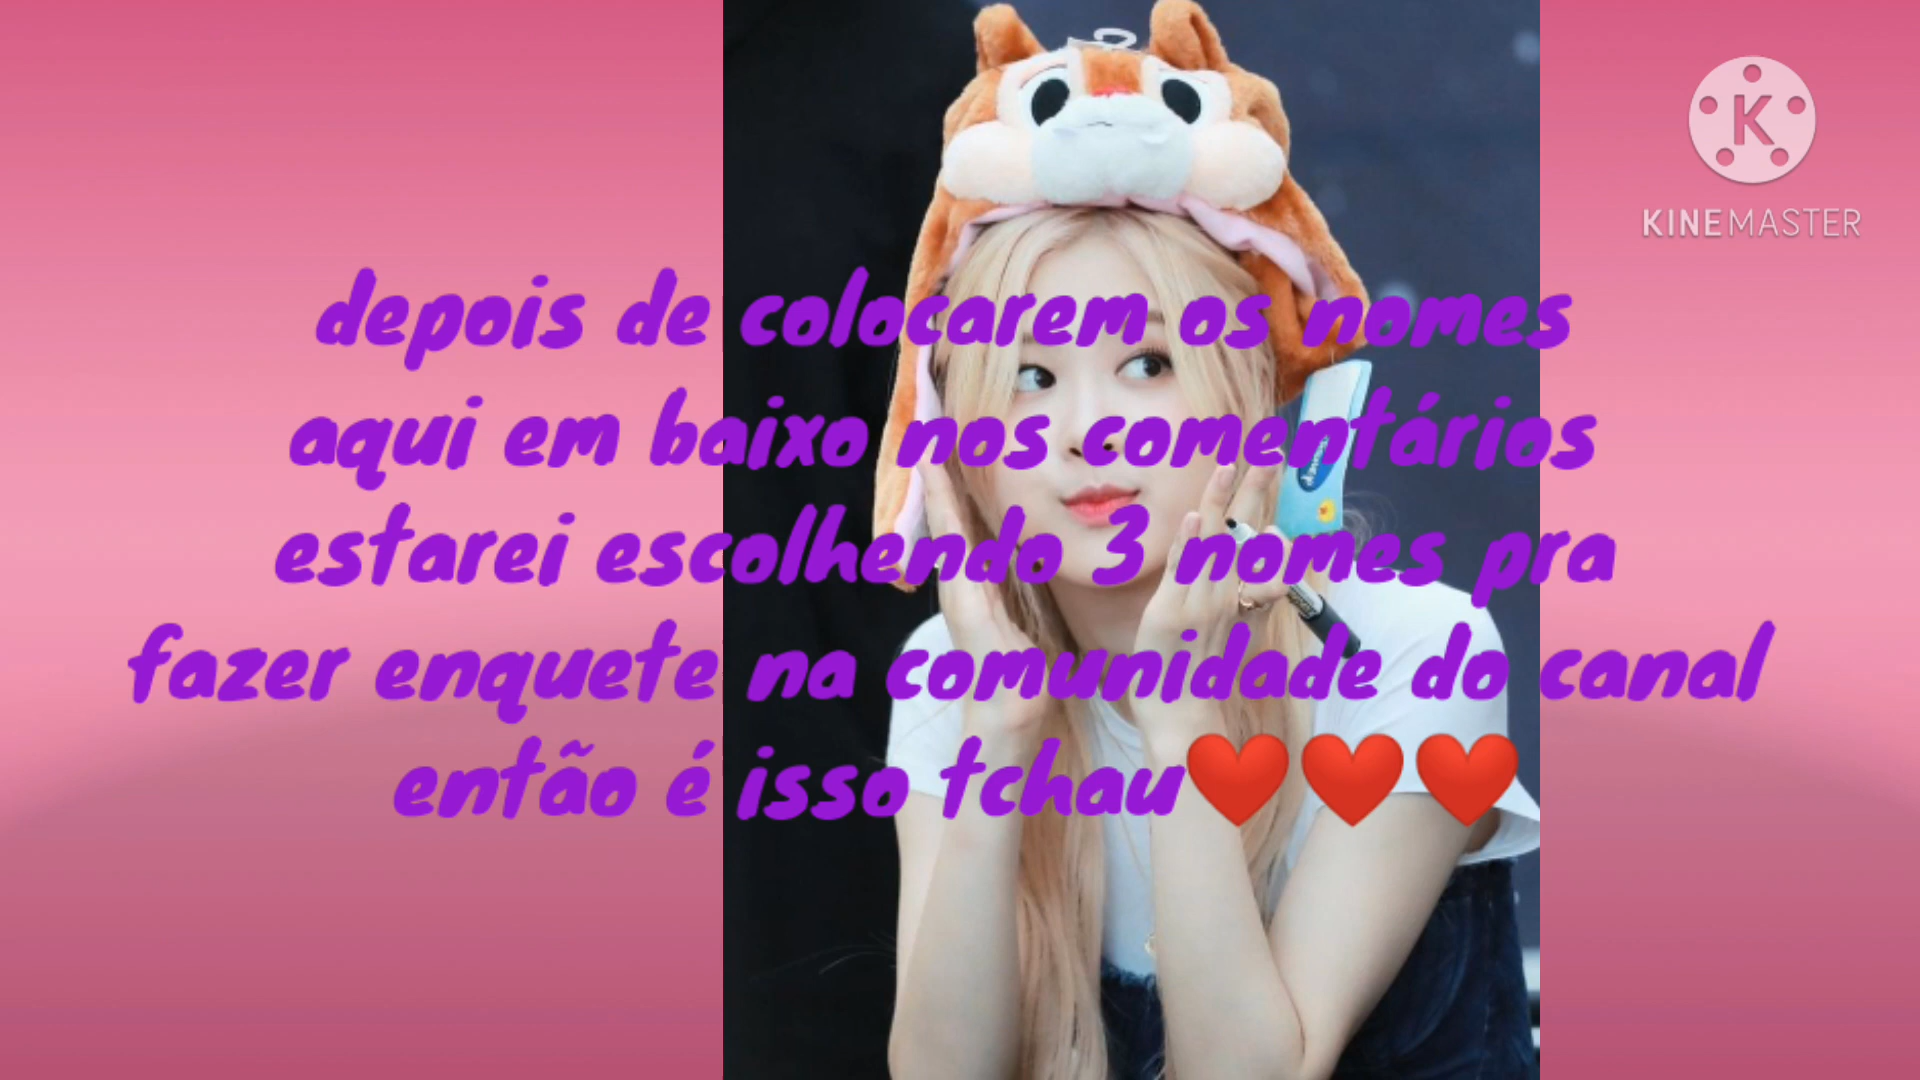 K
KINEMASTER
depois de colocarem os nomes
aqui em baixo nos comentários
estarei escolhendo 3 nomes pra
fazer enquete na comunidade do canal
então é isso tchau❤️❤️❤️